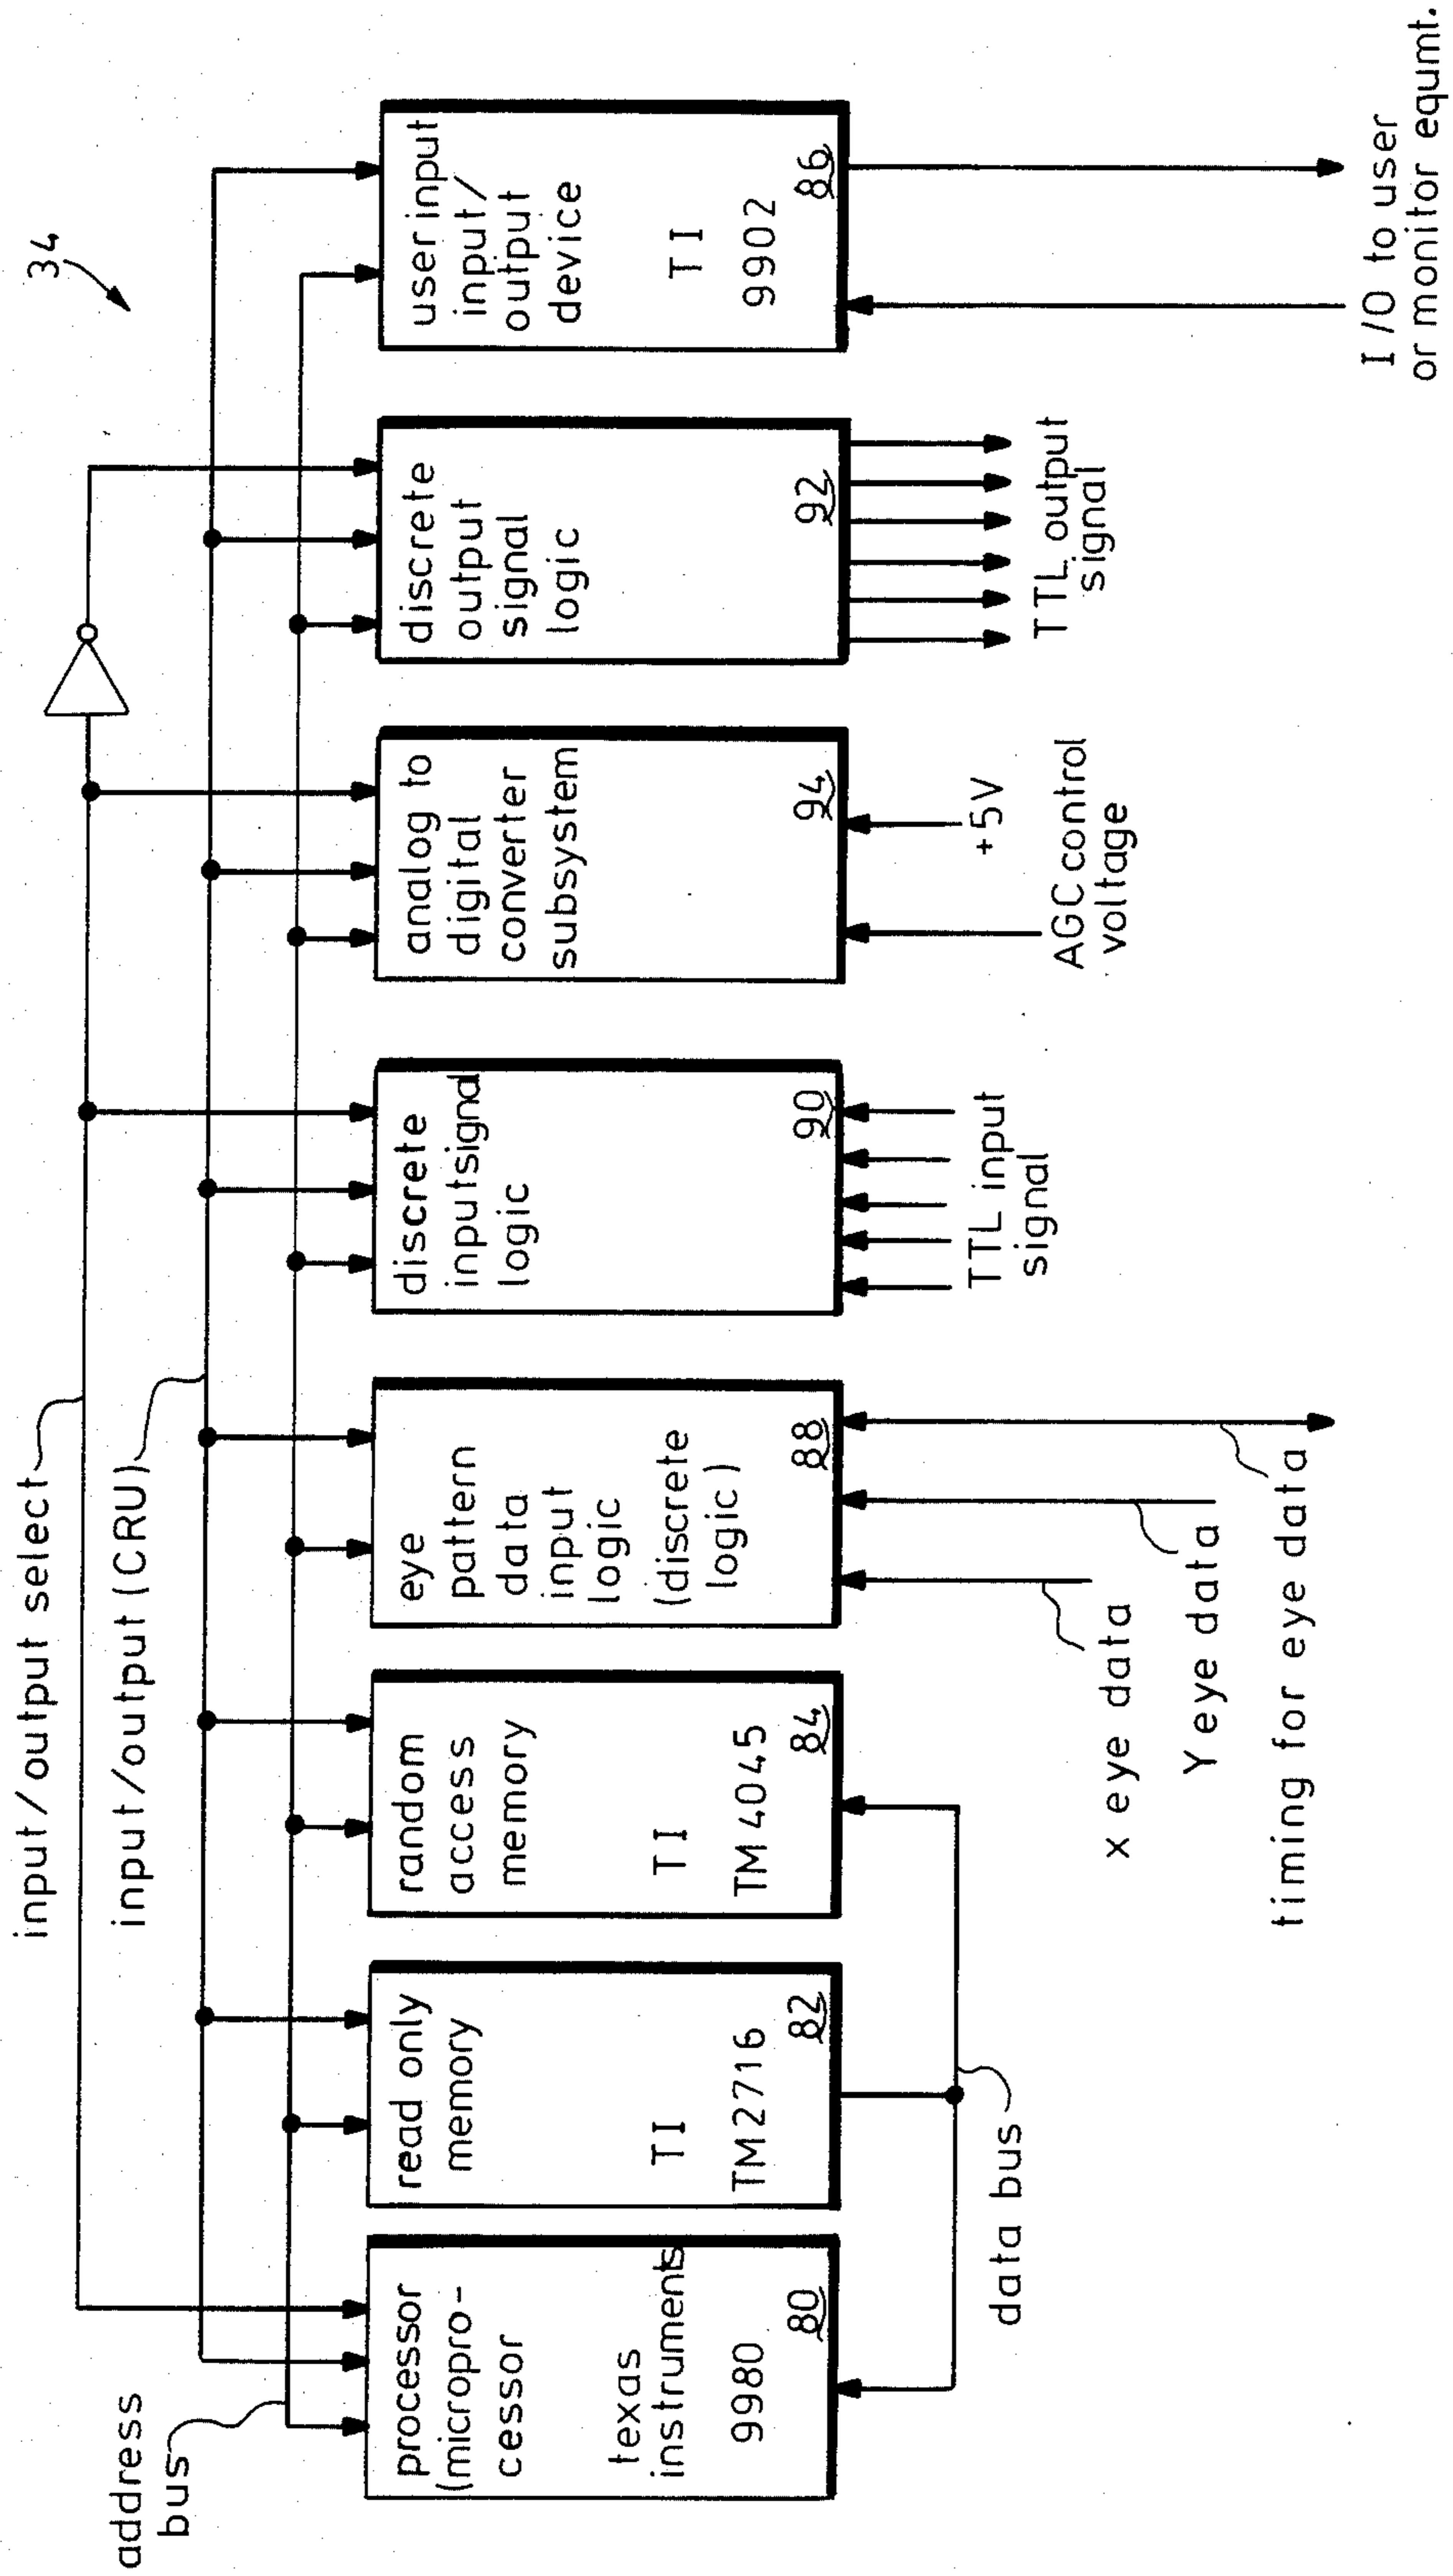 34
input/output select
input/output (CRU)
address
bus
processor
(micropro-
cessor
texas
instruments
9980
80
read only
memory
TI
TM2716
82
random
access
memory
TI
TM4045
84
eye
pattern
data
input
logic
(discrete
logic)
88
discrete
inputsignal
logic
90
analog to
digital
converter
subsystem
94
discrete
output
signal
logic
92
user input
input/
output
device
TI
9902
86
data bus
x eye data
Y eye data
timing for eye data
TTL input
signal
+5V
AGC control
voltage
TTL output
signal
I/O to user
or monitor equmt.